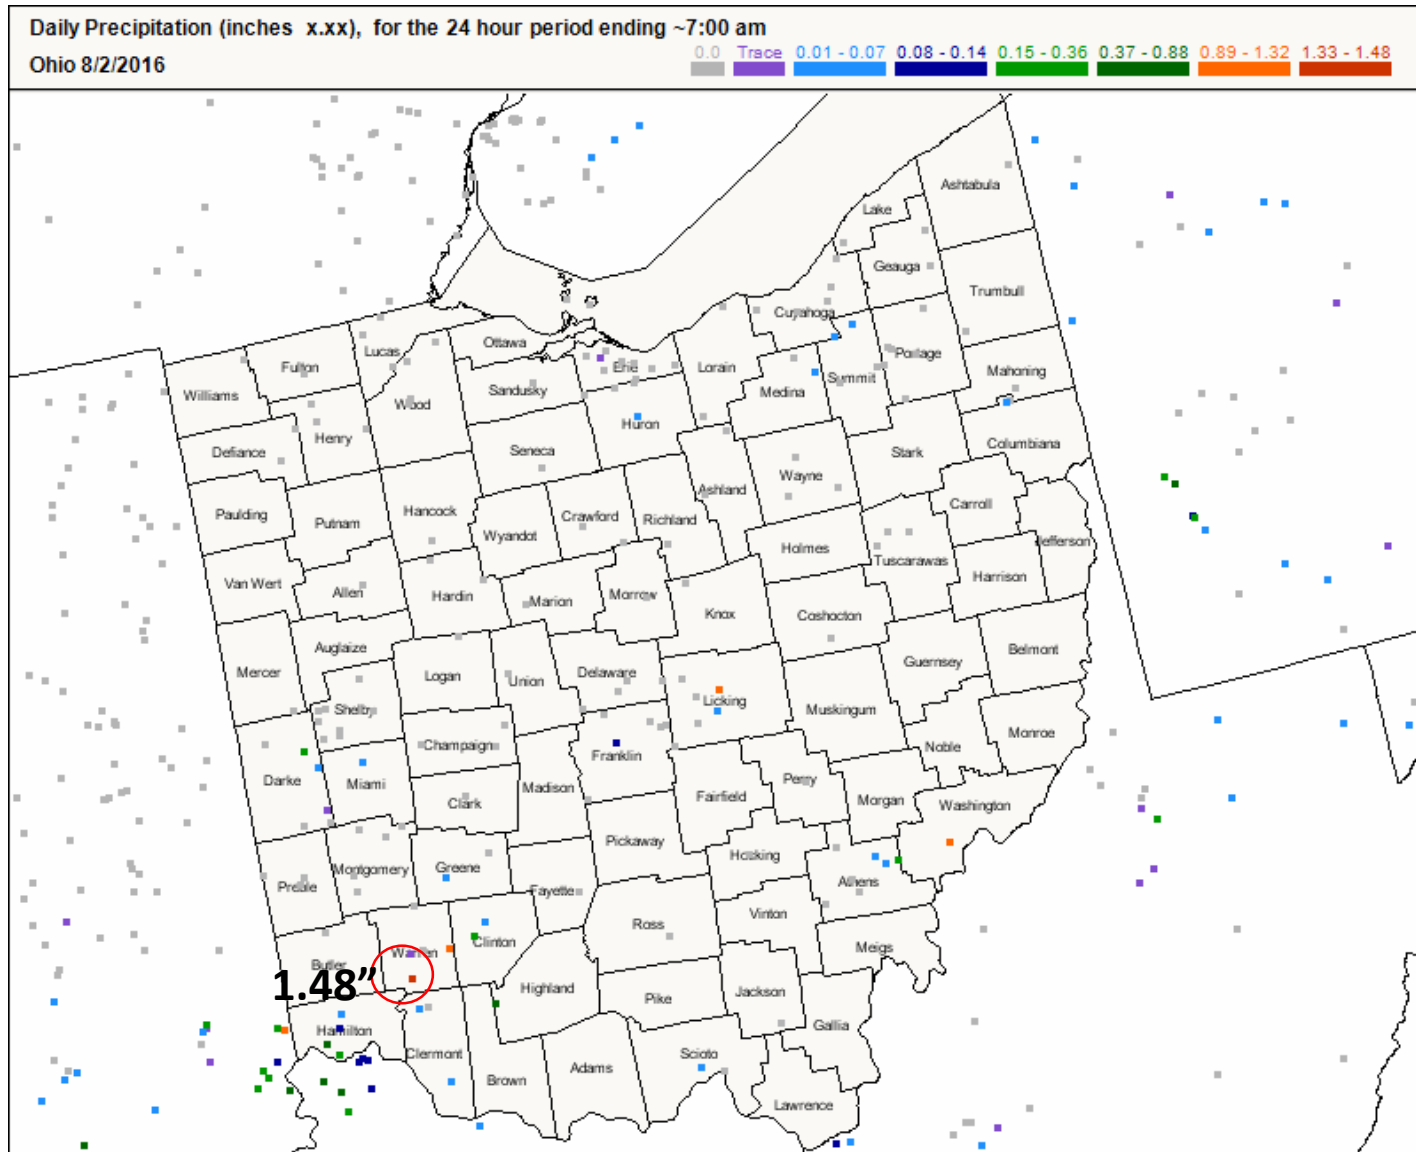 Daily Precipitation (inches  x.xx),  for the 24 hour period ending ~7:00 am
Ohio 8/2/2016
0.0 Trace 0.01 - 0.07 0.08 - 0.14 0.15 - 0.36 0.37 - 0.88 0.89 - 1.32 1.33 - 1.48
Ashtabula
Lake
Geauga
Trumbull
Cuyahoga
Ottawa
Lucas
Portage
Fulton
Erie
Lorain
Mahoning
Summit
Williams
Sandusky
Medina
Wood
Huron
Henry
Columbiana
Defiance
Seneca
Stark
Wayne
Ashland
Carroll
Hancock
Paulding
Crawford
Richland
Putnam
Wyandot
Jefferson
Holmes
Tuscarawas
Harrison
Van Wert
Allen
Hardin
Marion
Morrow
Knox
Coshocton
Auglaize
Belmont
Guernsey
Mercer
Logan
Union
Delaware
Licking
Shelby
Muskingum
Monroe
Champaign
Noble
Franklin
Darke
Miami
Madison
Perry
Fairfield
Morgan
Clark
Washington
Pickaway
Hocking
Montgomery
Greene
Athens
Preble
Fayette
Vinton
Ross
Clinton
Meigs
Warren
Butler
1.48”
Highland
Jackson
Pike
Gallia
Hamilton
Clermont
Scioto
Adams
Brown
Lawrence